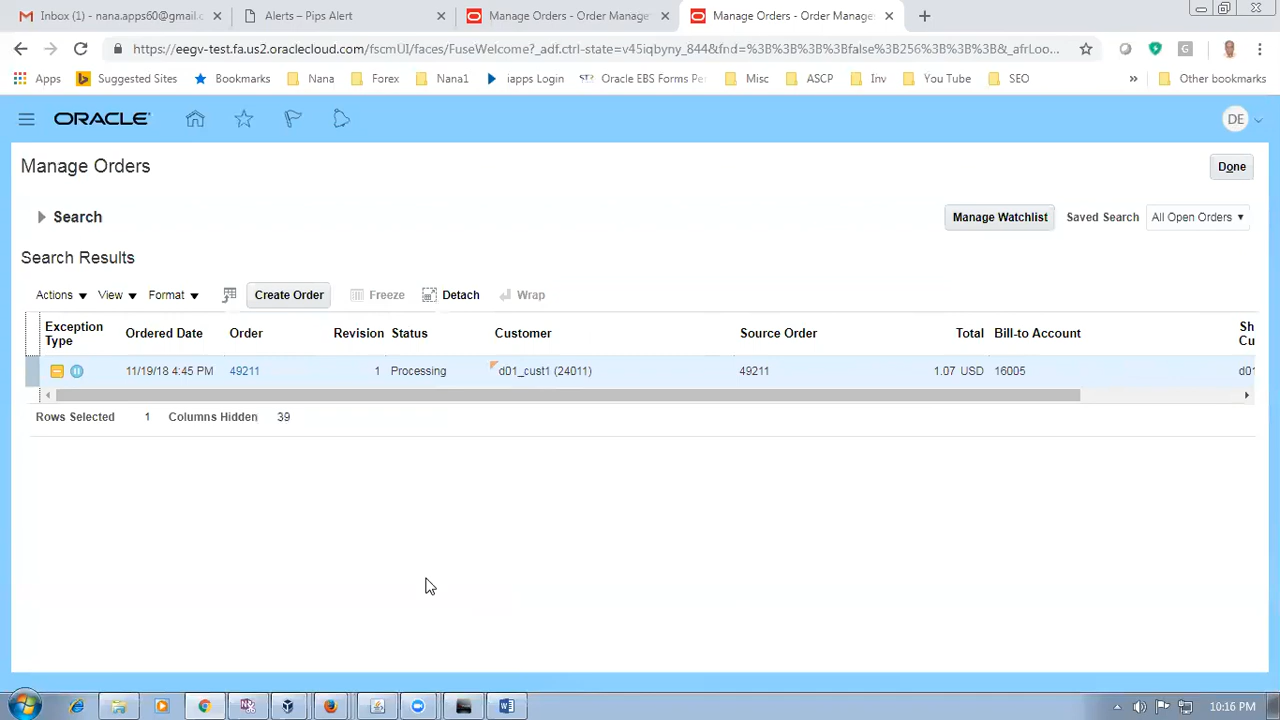 Inbox (1) - nana.apps60@gmail.c
Alerts – Pips Alert
Manage Orders - Order Manage
Manage Orders - Order Manage
https://eegv-test.fa.us2.oraclecloud.com/fscmUI/faces/FuseWelcome?_adf.ctrl-state=v45iqbyny_844&fnd=%3B%3B%3B%3Bfalse%3B256%3B%3B%3B&_afrLoo...
G
Apps
Suggested Sites
Bookmarks
Nana
Forex
Nana1
iapps Login
Oracle EBS Forms Pe
Misc
ASCP
Inv
You Tube
SEO
»
Other bookmarks
ORACLE
DE
Manage Orders
Done
Search
Manage Watchlist
Saved Search
All Open Orders
Search Results
Actions
View
Format
Create Order
Freeze
Detach
Wrap
Exception Type
Ordered Date
Order
Revision
Status
Customer
Source Order
Total
Bill-to Account
Sh
Cu
11/19/18 4:45 PM
49211
1
Processing
d01_cust1 (24011)
49211
1.07 USD
16005
d01
Rows Selected 1 Columns Hidden 39
10:16 PM